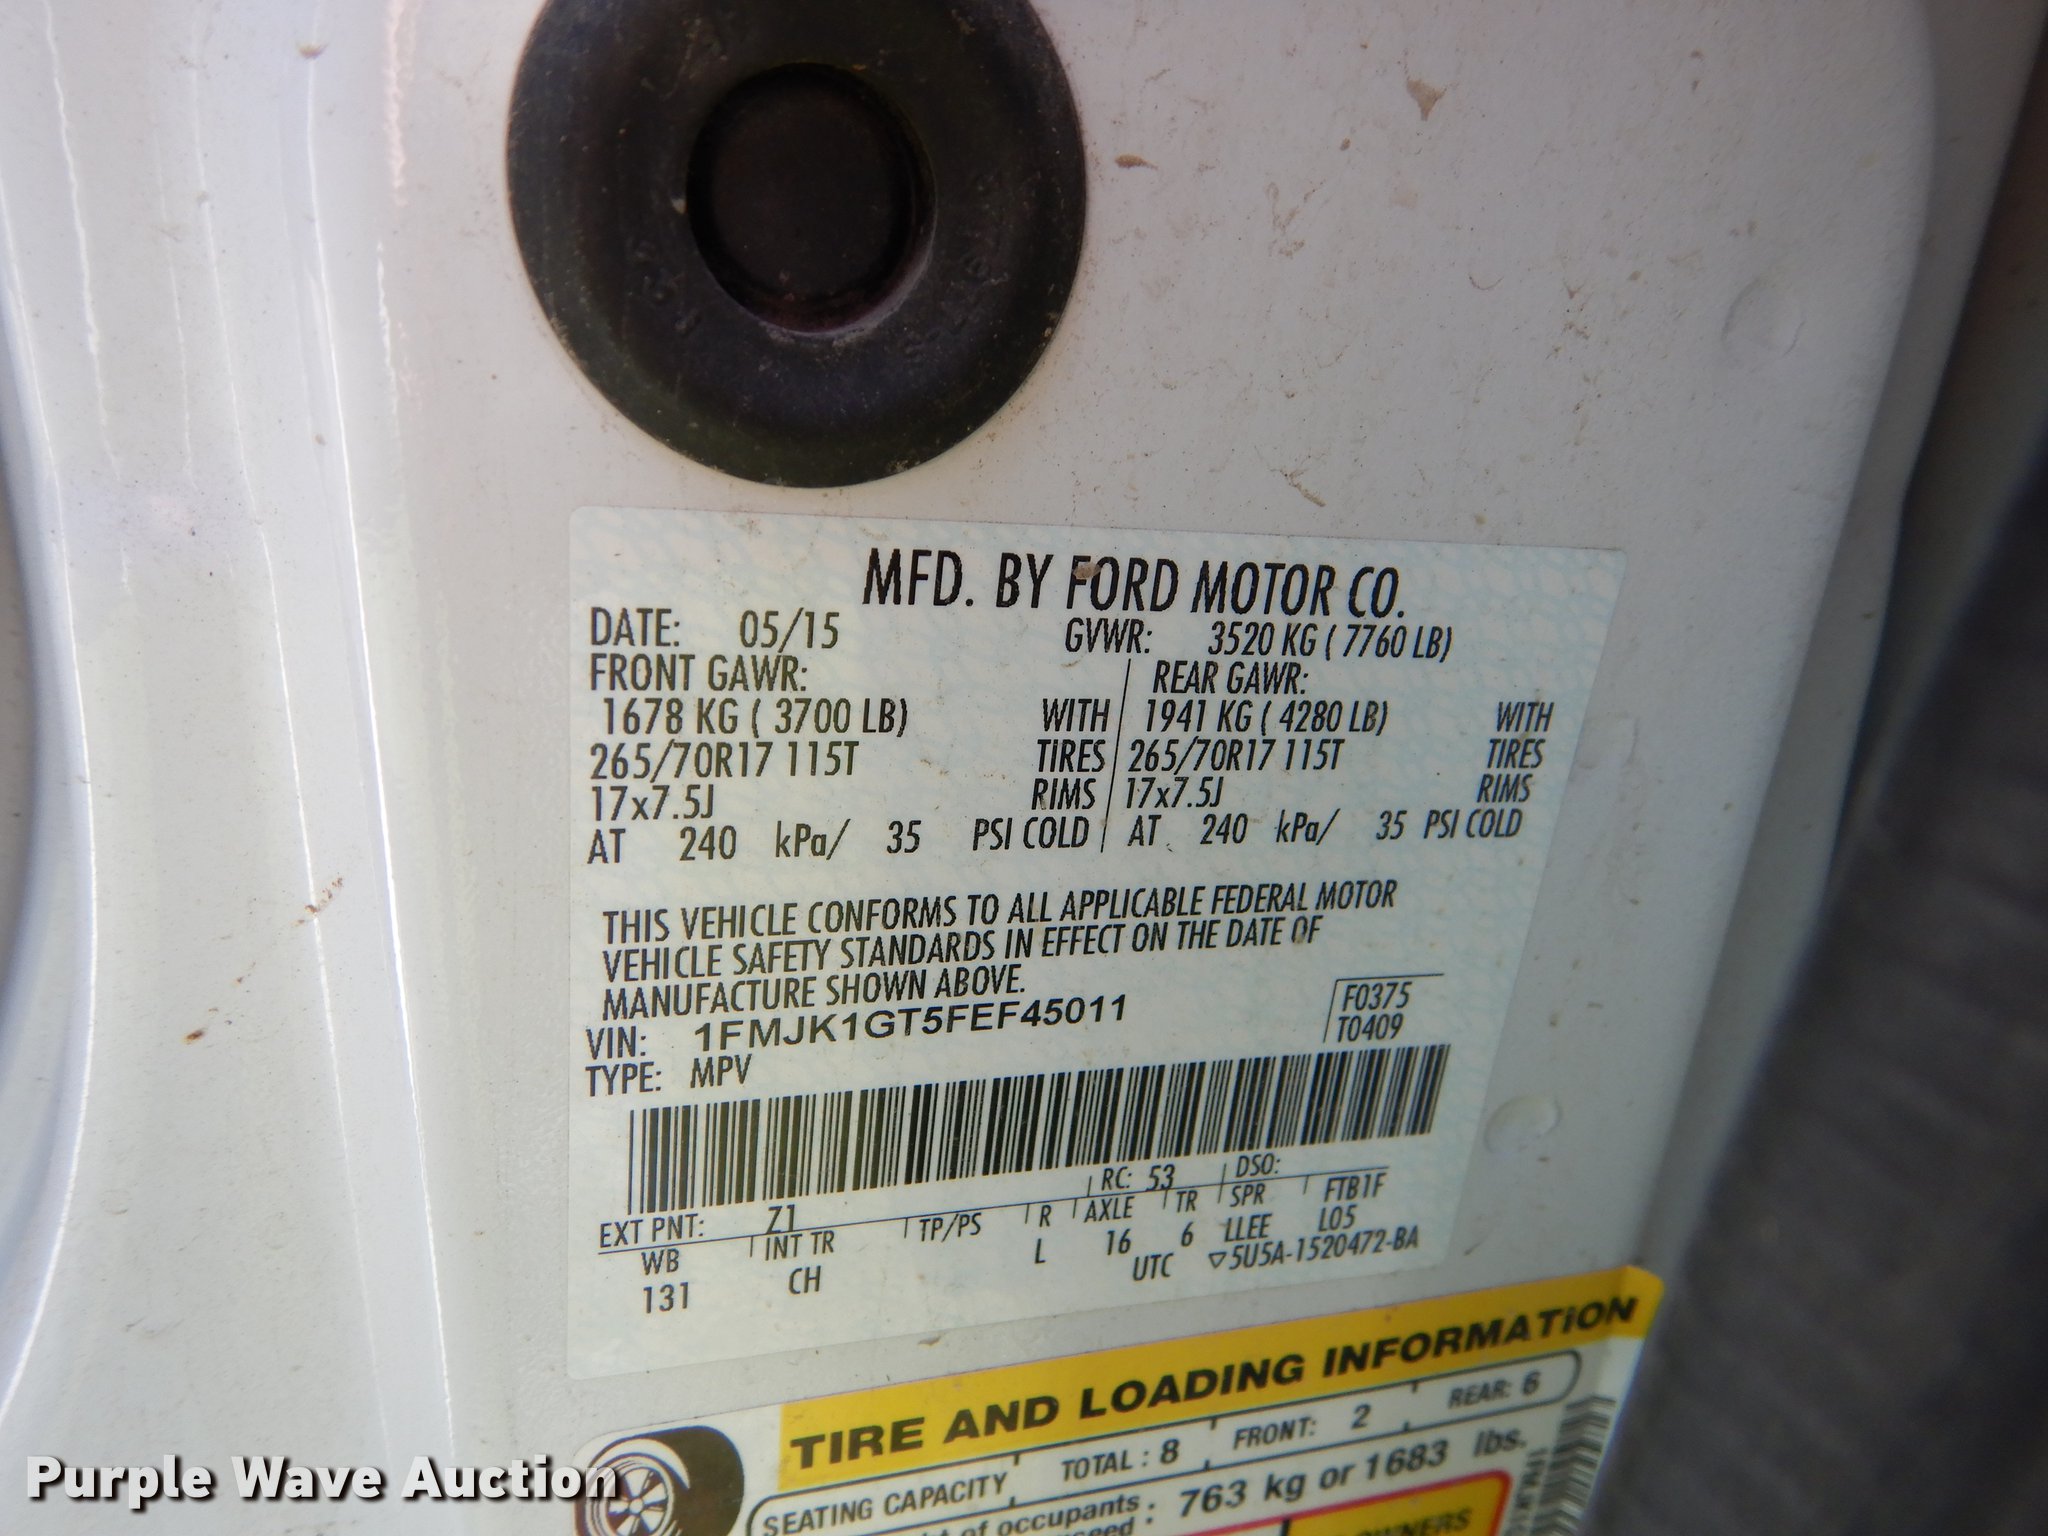 MFD. BY FORD MOTOR CO.
DATE: 05/15 GVWR: 3520 KG ( 7760 LB)
FRONT GAWR: REAR GAWR:
1678 KG ( 3700 LB) WITH 1941 KG ( 4280 LB) WITH
265/70R17 115T TIRES 265/70R17 115T TIRES
17x7.5J RIMS 17x7.5J RIMS
AT 240 kPa/ 35 PSI COLD AT 240 kPa/ 35 PSI COLD
THIS VEHICLE CONFORMS TO ALL APPLICABLE FEDERAL MOTOR
VEHICLE SAFETY STANDARDS IN EFFECT ON THE DATE OF
MANUFACTURE SHOWN ABOVE.
VIN: 1FMJK1GT5FEF45011
F0375
T0409
TYPE: MPV
RC: 53 DSO:
EXT PNT: Z1
WB INT TR TP/PS R AXLE TR SPR FTB1F
131 CH L 16 6 LLEE L05
UTC ▽5U5A-1520472-BA
TIRE AND LOADING INFORMATION
SEATING CAPACITY TOTAL : 8 FRONT: 2 REAR: 6
of occupants : 763 kg or 1683 lbs.
Purple Wave Auction